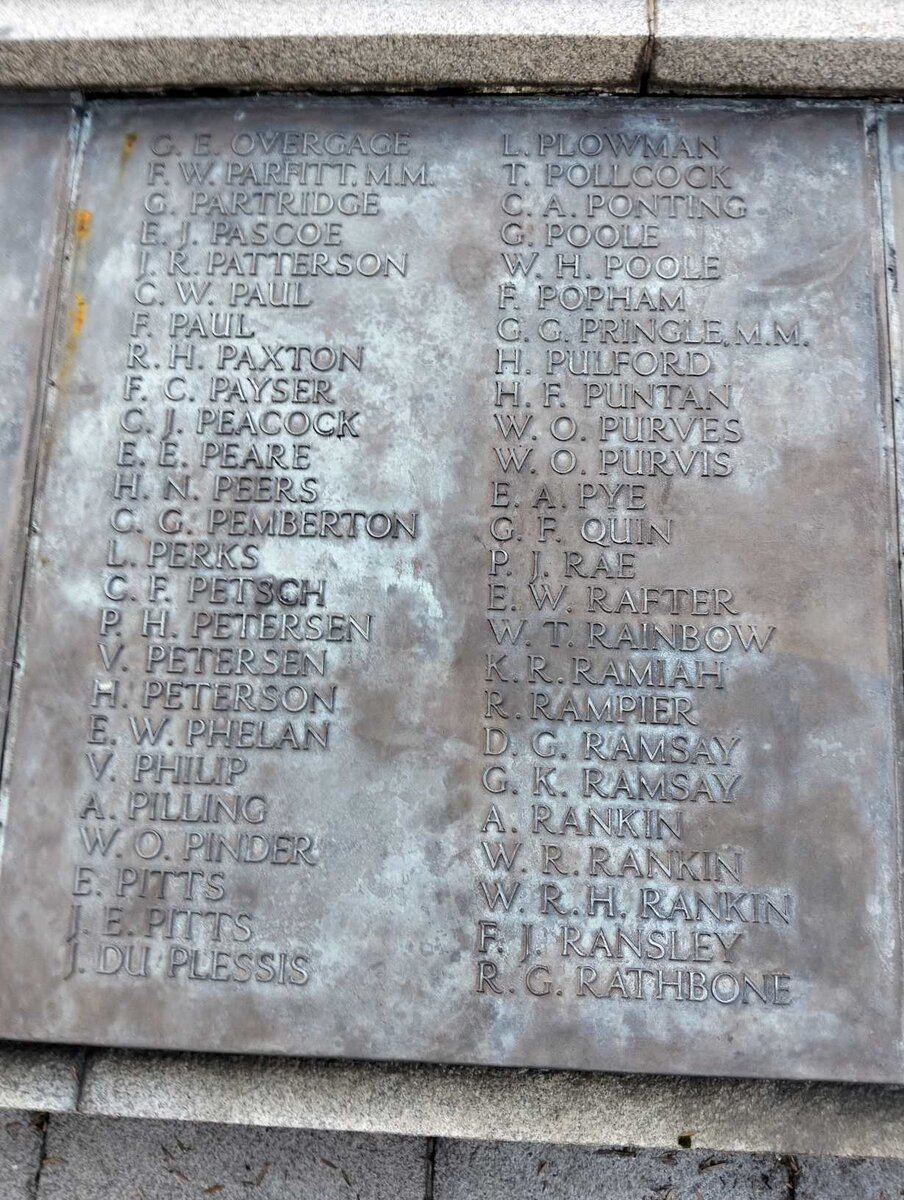 G. E. OVERGAGE
F. W. PARFITT, M.M.
G. PARTRIDGE
E. J. PASCOE
J. R. PATTERSON
C. W. PAUL
F. PAUL
R. H. PAXTON
F. C. PAYSER
C. J. PEACOCK
E. E. PEARE
H. N. PEERS
C. G. PEMBERTON
L. PERKS
C. F. PETSCH
P. H. PETERSEN
V. PETERSEN
H. PETERSON
E. W. PHELAN
V. PHILIP
A. PILLING
W. O. PINDER
E. PITTS
J. E. PITTS
J. DU PLESSIS
L. PLOWMAN
T. POLLCOCK
C. A. PONTING
G. POOLE
W. H. POOLE
F. POPHAM
G. G. PRINGLE, M.M.
H. PULFORD
H. F. PUNTAN
W. O. PURVES
W. O. PURVIS
E. A. PYE
G. F. QUIN
P. J. RAE
E. W. RAFTER
W. T. RAINBOW
K. R. RAMIAH
R. RAMPIER
D. G. RAMSAY
G. K. RAMSAY
A. RANKIN
W. R. RANKIN
W. R. H. RANKIN
F. J. RANSLEY
R. G. RATHBONE